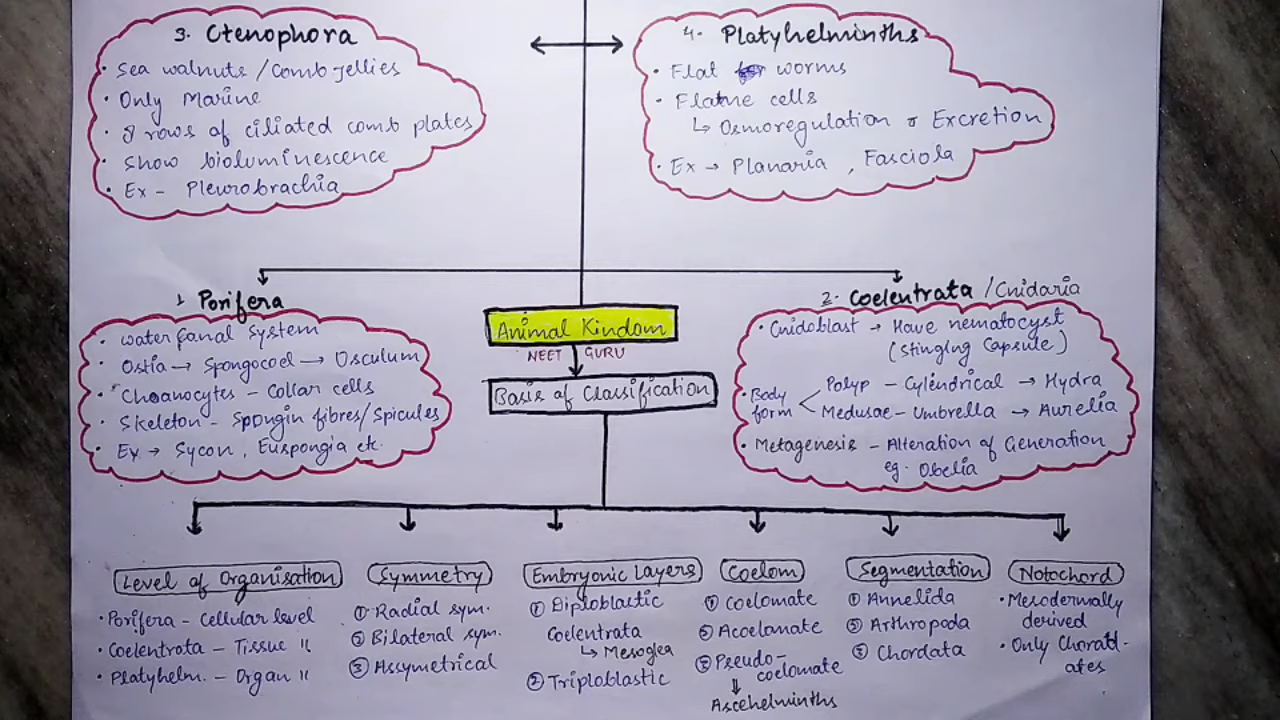 3. Ctenophora
• Sea walnuts / Comb jellies
• Only Marine
• 8 rows of ciliated comb plates
• Show bioluminescence
• Ex - Pleurobrachia
4. Platyhelminths
• Flat worms
• Flame cells
↳ Osmoregulation & Excretion
• Ex → Planaria , Fasciola
1. Porifera
• Water canal system
• Ostia → Spongocoel → Osculum
• Choanocytes - Collar cells
• Skeleton - Spongin fibres/Spicules
• Ex → Sycon , Euspongia etc.
Animal Kindom
NEET GURU
Basis of Classification
2. Coelentrata / Cnidaria
• Cnidoblast → Have nematocyst
(Stinging Capsule)
• Body form < Polyp - Cylindrical → Hydra
Medusae - Umbrella → Aurelia
• Metagenesis - Alteration of Generation
eg. Obelia
Level of Organisation
• Porifera - Cellular level
• Coelentrata - Tissue "
• Platyhelm. - Organ "
Symmetry
① Radial sym.
② Bilateral sym.
③ Assymetrical
Embryonic Layers
① Diploblastic
Coelentrata
↳ Mesoglea
② Triploblastic
Coelom
① Coelomate
② Acoelomate
③ Pseudo-
coelomate
⇓
Ascehelminths
Segmentation
① Annelida
② Arthropoda
③ Chordata
Notochord
• Mesodermally
derived
• Only Chordates